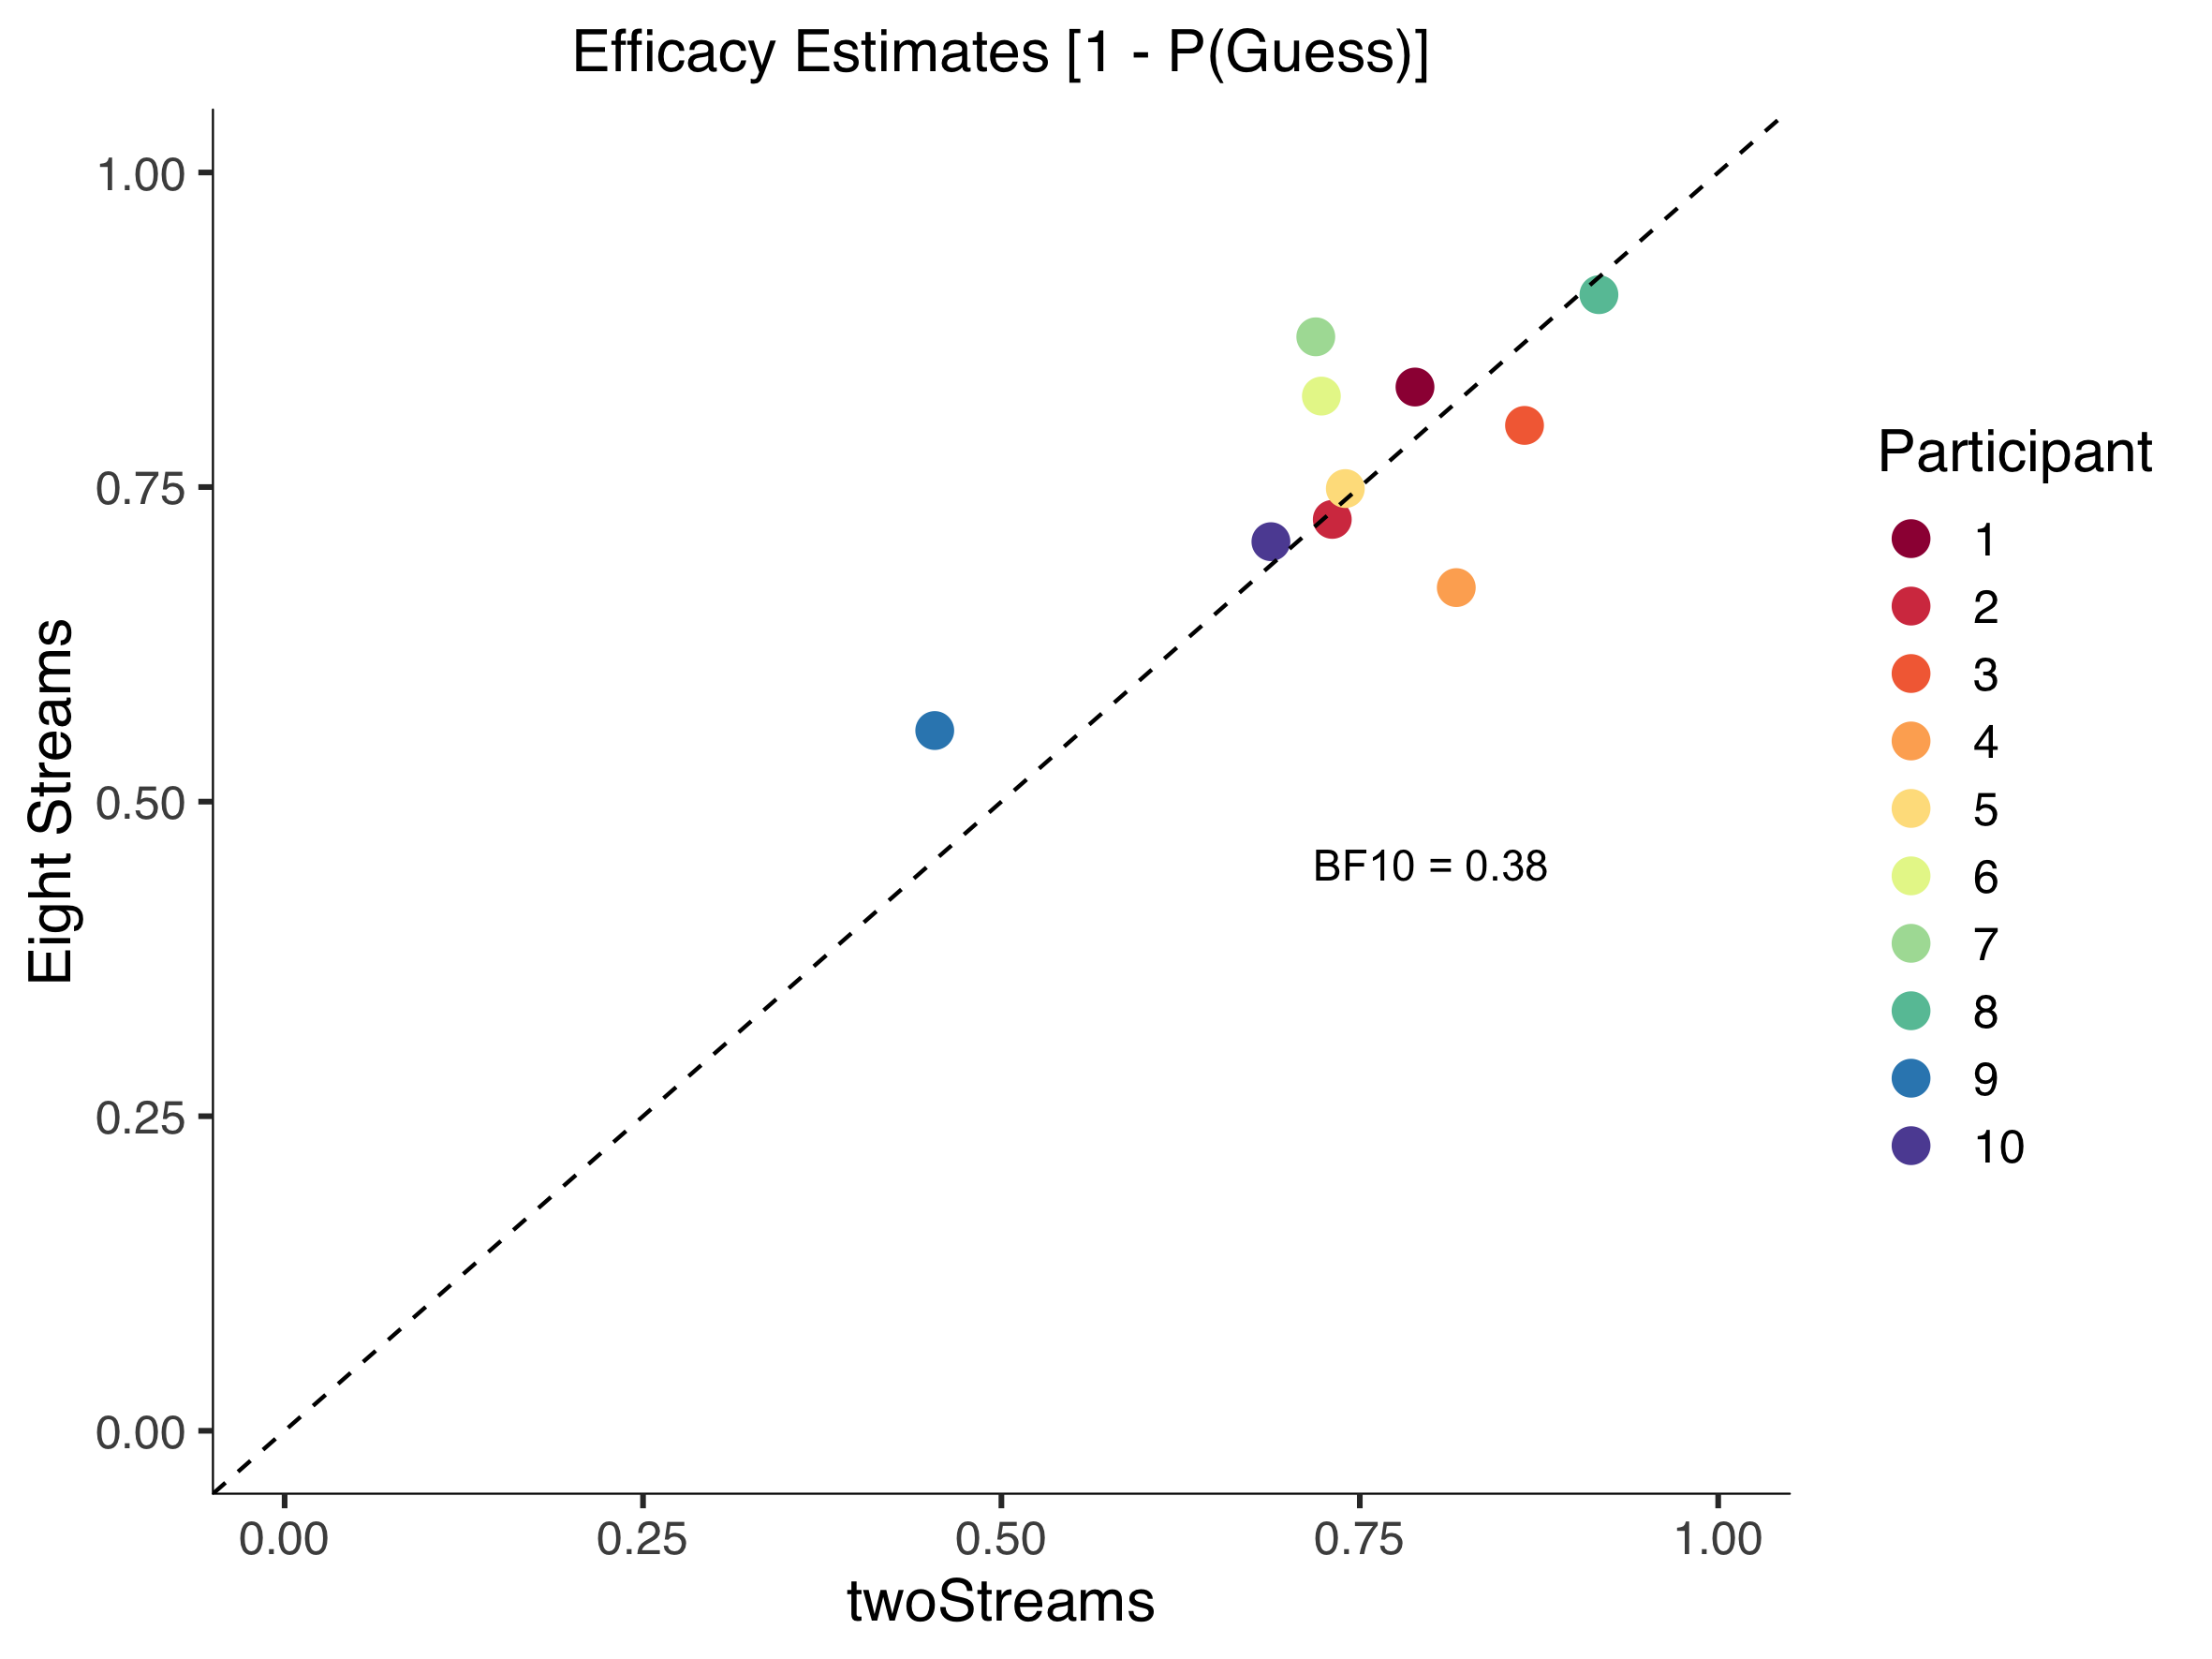 Efficacy Estimates [1 - P(Guess)]
Eight Streams
1.00
0.75
0.50
0.25
0.00
BF10 = 0.38
0.00 0.25 0.50 0.75 1.00
twoStreams
Participant
1
2
3
4
5
6
7
8
9
10